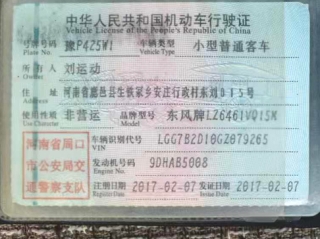 中华人民共和国机动车行驶证
Vehicle License of the People's Republic of China
号牌号码 豫P425W1 车辆类型 小型普通客车
Plate No. Vehicle Type
所有人 刘运动
Owner
住址 河南省鹿邑县生铁冢乡安庄行政村东刘015号
Address
使用性质 非营运 品牌型号 东风牌LZ6461VQ15M
Use Character Model
河南省周口
市公安局交
通警察支队
车辆识别代号 LGG7B2D10GZ079265
VIN
发动机号码 9DHAB5008
Engine No.
注册日期 2017-02-07 发证日期 2017-02-07
Register Date Issue Date